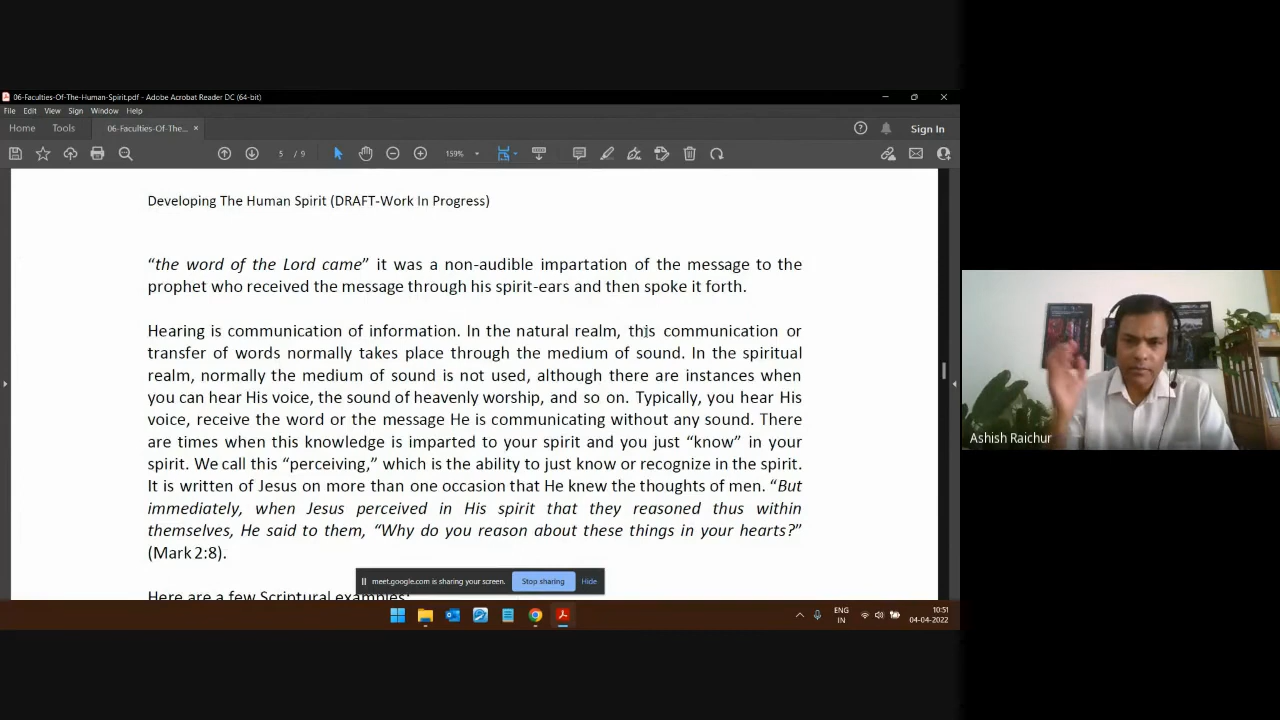 06-Faculties-Of-The-Human-Spirit.pdf - Adobe Acrobat Reader DC (64-bit)
File Edit View Sign Window Help
Home Tools 06-Faculties-Of-The-... × Sign In
5 / 9 159%
Developing The Human Spirit (DRAFT-Work In Progress)
“the word of the Lord came” it was a non-audible impartation of the message to the
prophet who received the message through his spirit-ears and then spoke it forth.
Hearing is communication of information. In the natural realm, this communication or
transfer of words normally takes place through the medium of sound. In the spiritual
realm, normally the medium of sound is not used, although there are instances when
you can hear His voice, the sound of heavenly worship, and so on. Typically, you hear His
voice, receive the word or the message He is communicating without any sound. There
are times when this knowledge is imparted to your spirit and you just “know” in your
spirit. We call this “perceiving,” which is the ability to just know or recognize in the spirit.
It is written of Jesus on more than one occasion that He knew the thoughts of men. “But
immediately, when Jesus perceived in His spirit that they reasoned thus within
themselves, He said to them, “Why do you reason about these things in your hearts?”
(Mark 2:8).
Here are a few Scriptural examples:
meet.google.com is sharing your screen. Stop sharing Hide
ENG
IN
10:51
04-04-2022
Ashish Raichur